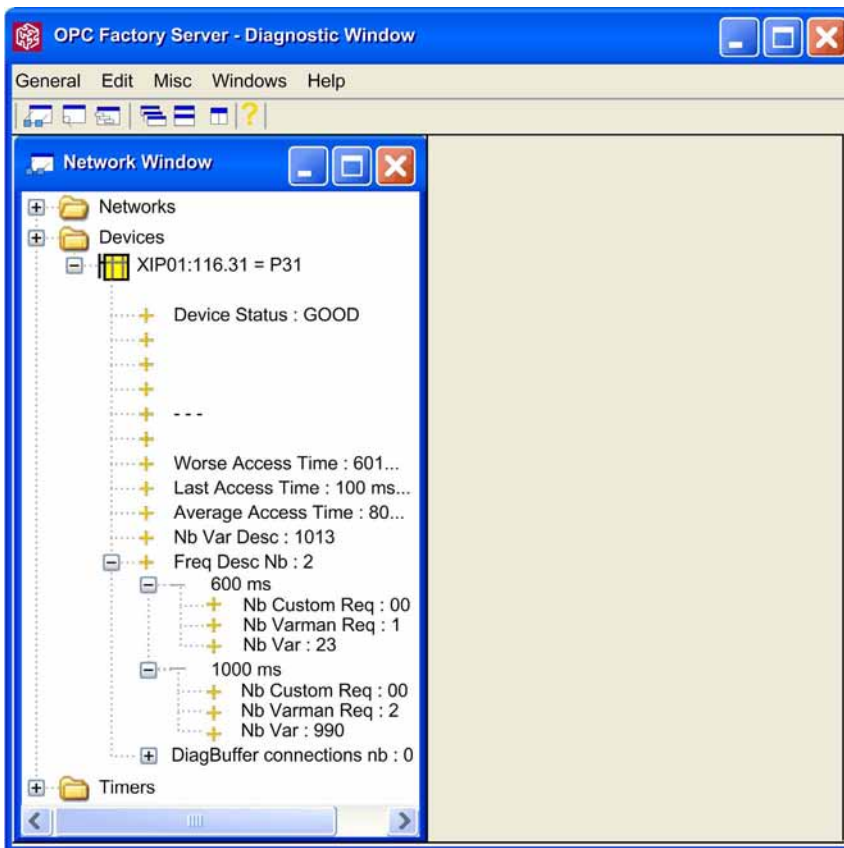 OPC Factory Server - Diagnostic Window
General Edit Misc Windows Help
Network Window
Networks
Devices
XIP01:116.31 = P31
Device Status : GOOD
- - -
Worse Access Time : 601...
Last Access Time : 100 ms...
Average Access Time : 80...
Nb Var Desc : 1013
Freq Desc Nb : 2
600 ms
Nb Custom Req : 00
Nb Varman Req : 1
Nb Var : 23
1000 ms
Nb Custom Req : 00
Nb Varman Req : 2
Nb Var : 990
DiagBuffer connections nb : 0
Timers